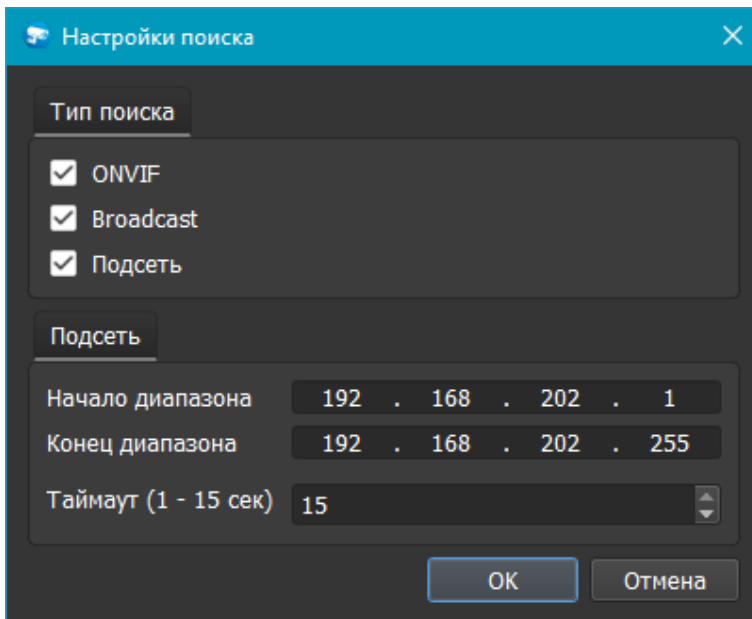 Настройки поиска
Тип поиска
ONVIF
Broadcast
Подсеть
Подсеть
Начало диапазона 192 . 168 . 202 . 1
Конец диапазона 192 . 168 . 202 . 255
Таймаут (1 - 15 сек) 15
OK Отмена